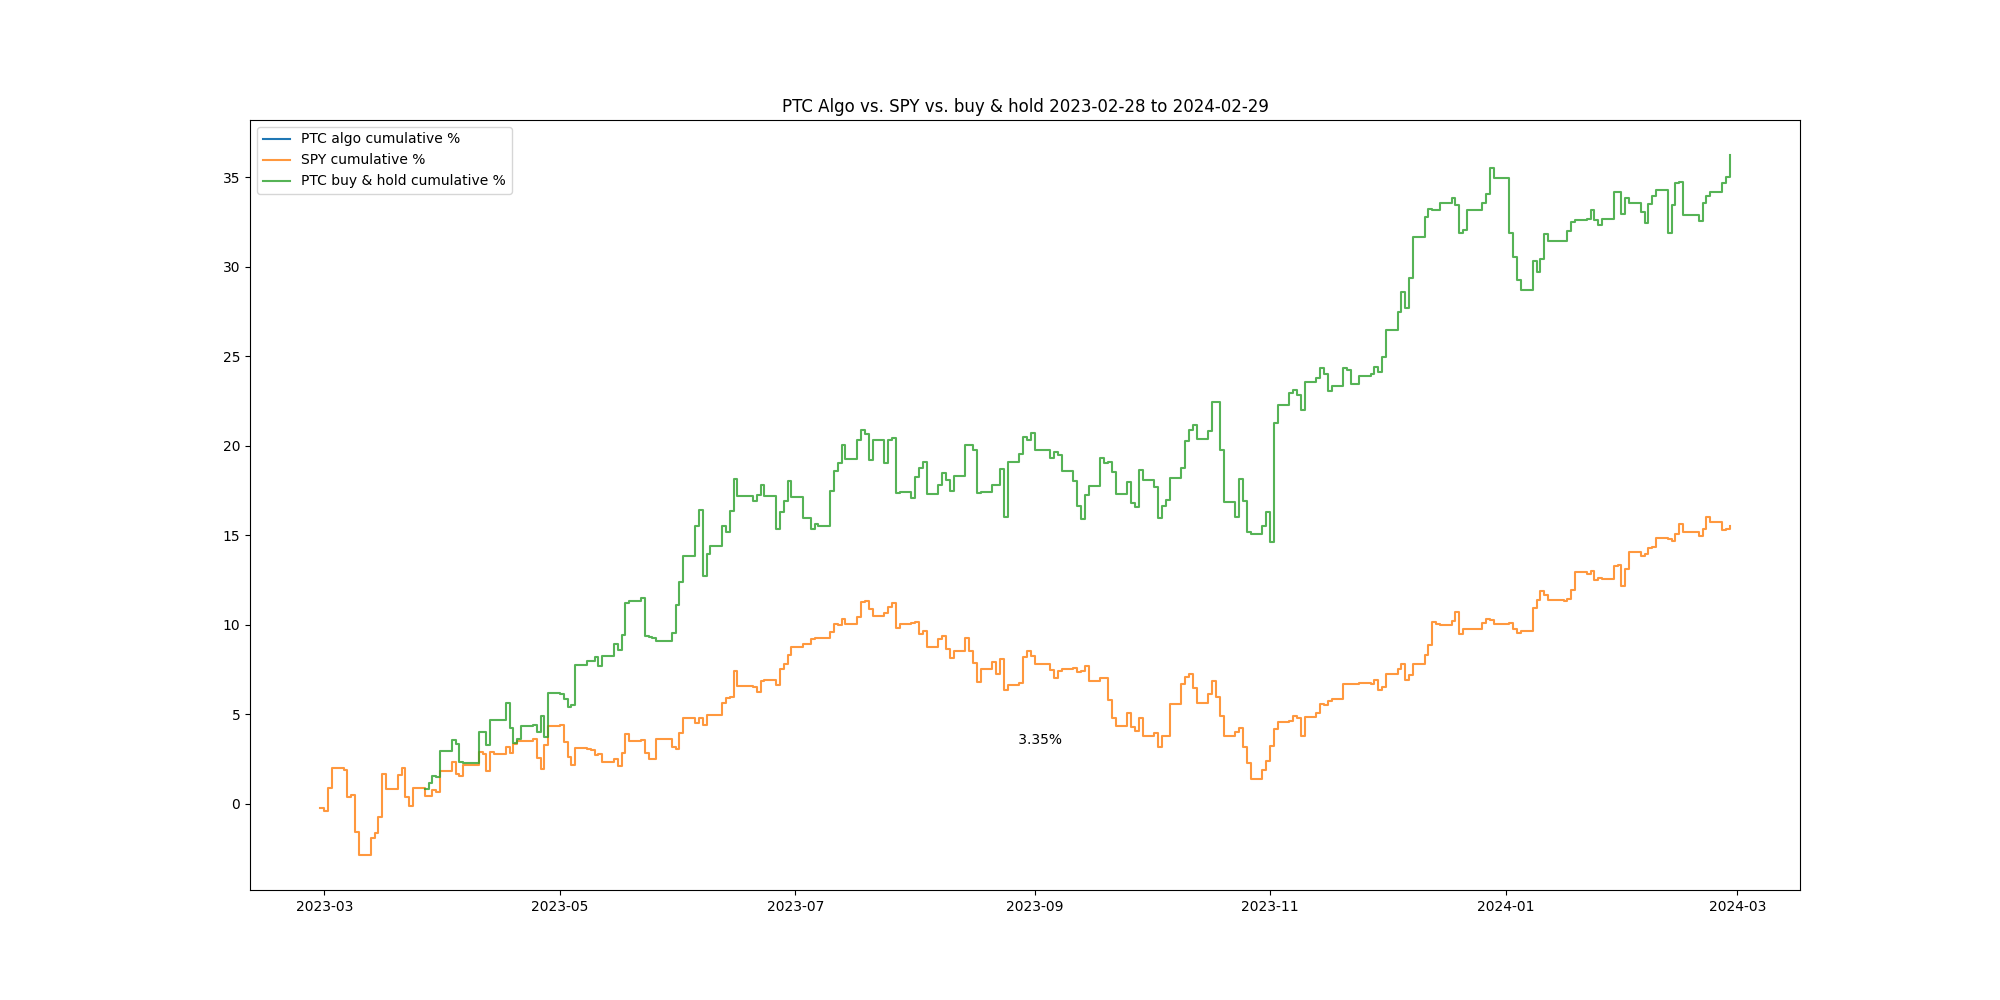 PTC Algo vs. SPY vs. buy & hold 2023-02-28 to 2024-02-29
PTC algo cumulative %
SPY cumulative %
PTC buy & hold cumulative %
35
30
25
20
15
10
5
0
3.35%
2023-03 2023-05 2023-07 2023-09 2023-11 2024-01 2024-03